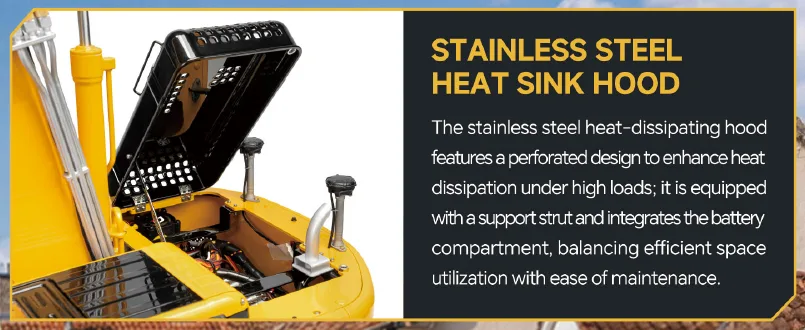 STAINLESS STEEL
HEAT SINK HOOD
The stainless steel heat-dissipating hood
features a perforated design to enhance heat
dissipation under high loads; it is equipped
with a support strut and integrates the battery
compartment, balancing efficient space
utilization with ease of maintenance.